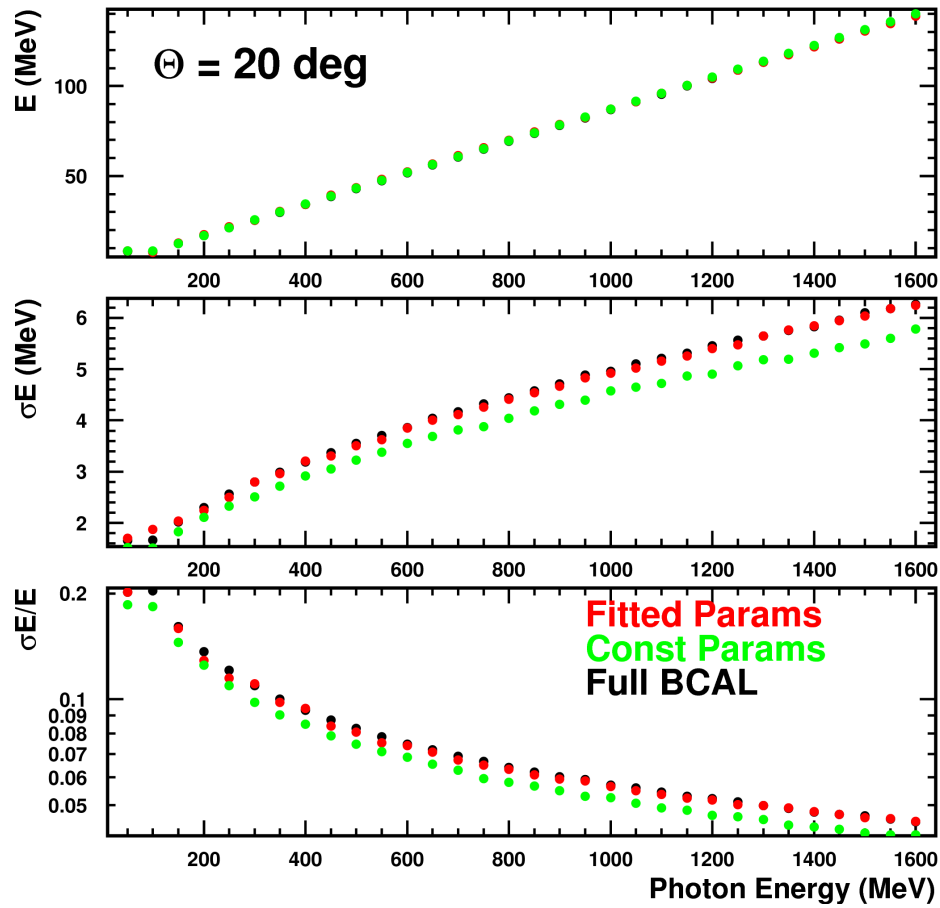 E (MeV)
Θ = 20 deg
100
50
200 400 600 800 1000 1200 1400 1600
σE (MeV)
6
5
4
3
2
200 400 600 800 1000 1200 1400 1600
σE/E
0.2
Fitted Params
Const Params
Full BCAL
0.1
0.09
0.08
0.07
0.06
0.05
200 400 600 800 1000 1200 1400 1600
Photon Energy (MeV)